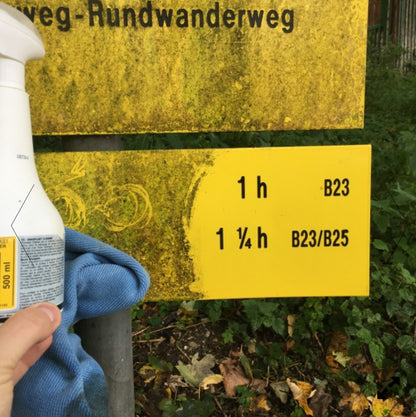 weg-Rundwanderweg
1 h B23
1 ¼ h B23/B25
500 ml